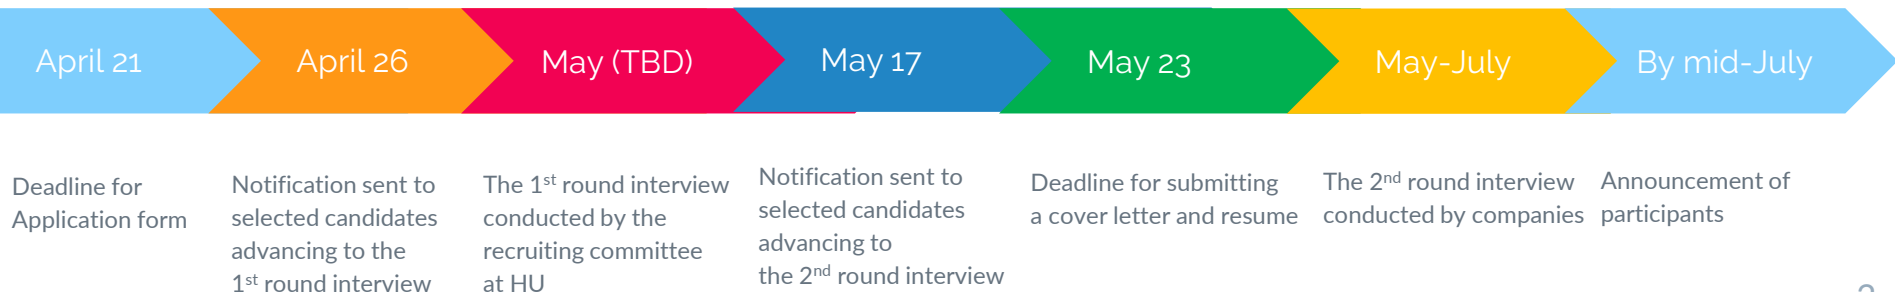 April 21
April 26
May (TBD)
May 17
May 23
May-July
By mid-July
Deadline for
Application form
Notification sent to
selected candidates
advancing to the
1st round interview
The 1st round interview
conducted by the
recruiting committee
at HU
Notification sent to
selected candidates
advancing to
the 2nd round interview
Deadline for submitting
a cover letter and resume
The 2nd round interview
conducted by companies
Announcement of
participants